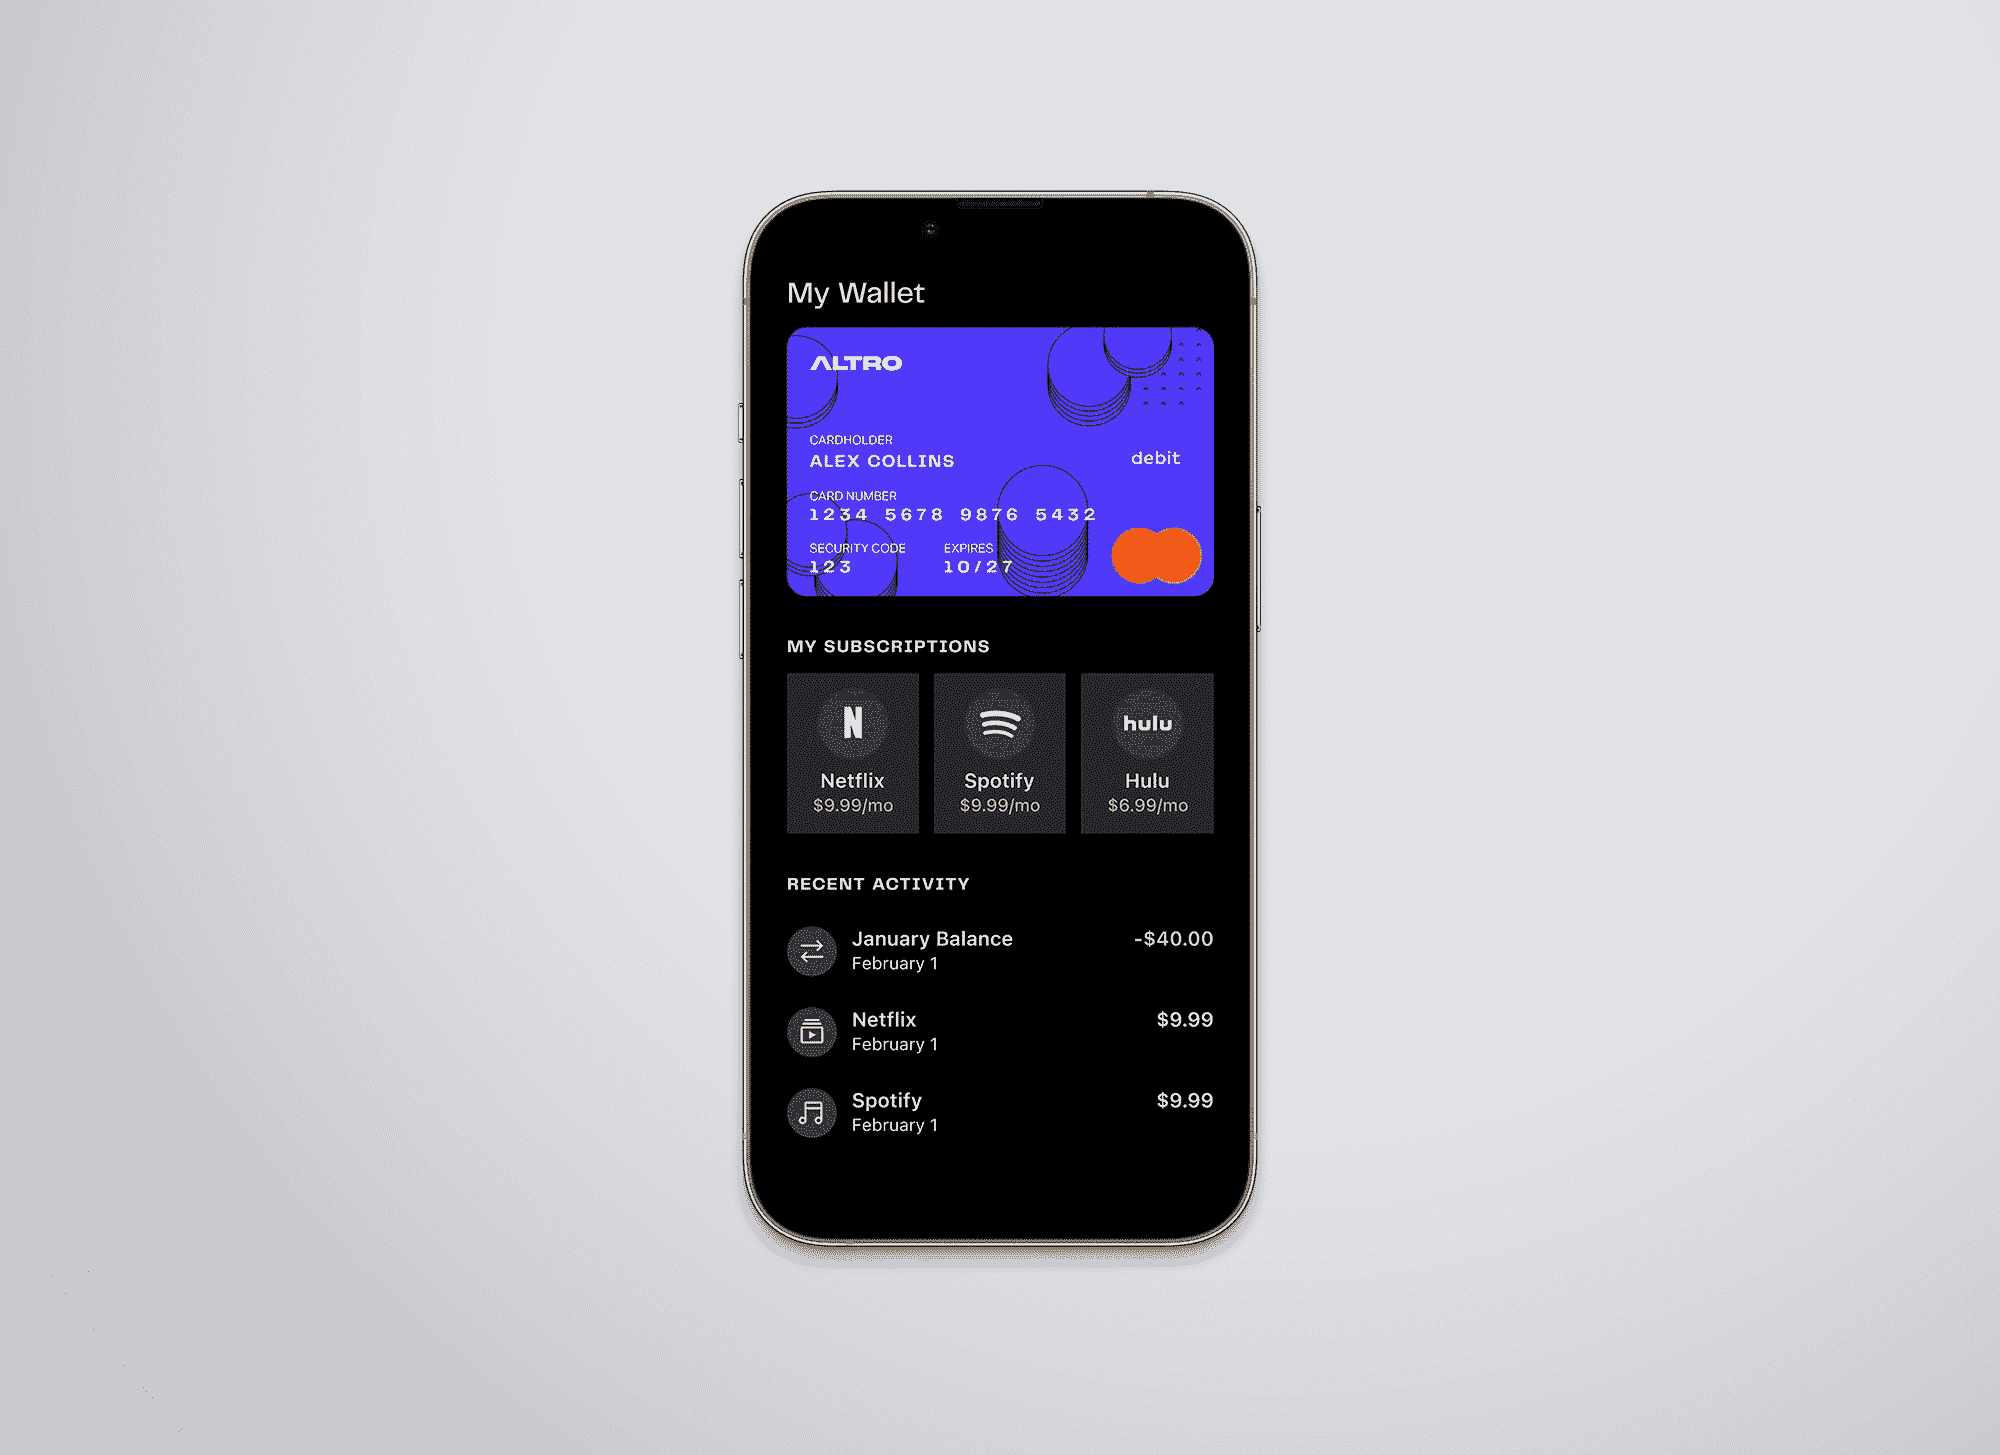 My Wallet
ALTRO
CARDHOLDER
ALEX COLLINS
debit
CARD NUMBER
1234 5678 9876 5432
SECURITY CODE EXPIRES
123 10/27
MY SUBSCRIPTIONS
N hulu
Netflix Spotify Hulu
$9.99/mo $9.99/mo $6.99/mo
RECENT ACTIVITY
January Balance -$40.00
February 1
Netflix $9.99
February 1
Spotify $9.99
February 1